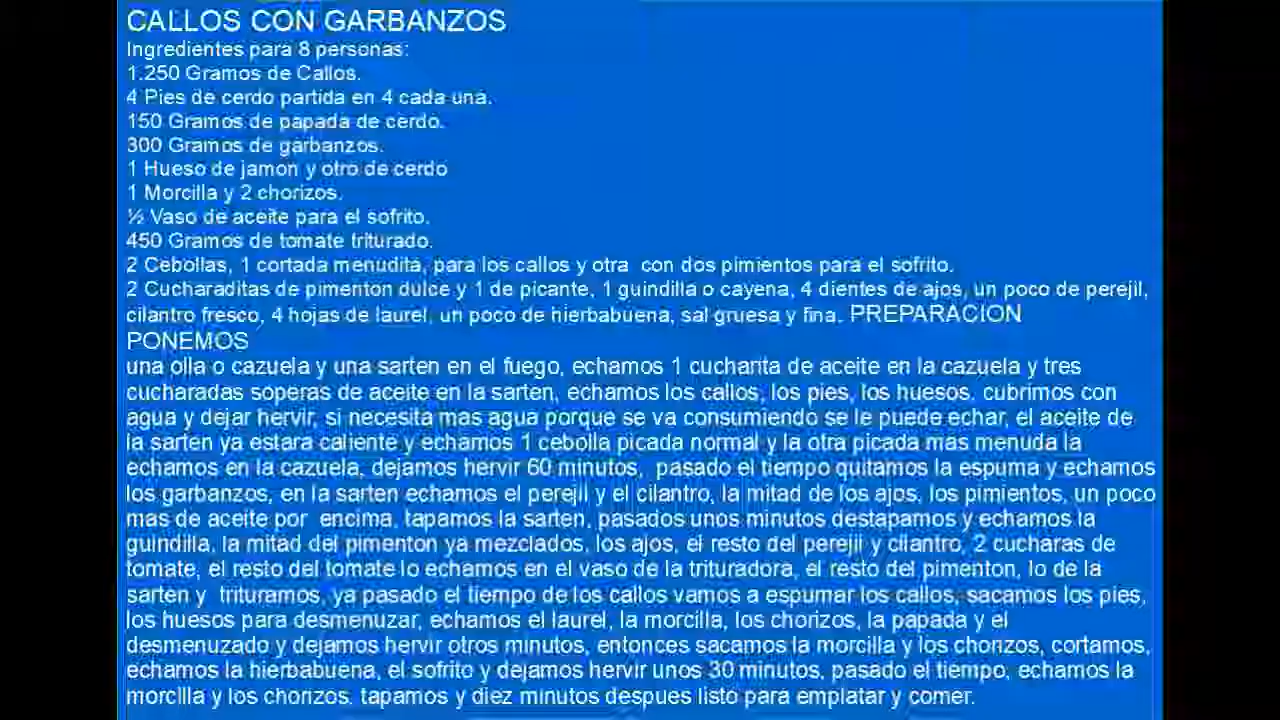 CALLOS CON GARBANZOS
Ingredientes para 8 personas:
1.250 Gramos de Callos.
4 Pies de cerdo partida en 4 cada una.
150 Gramos de papada de cerdo.
300 Gramos de garbanzos.
1 Hueso de jamon y otro de cerdo
1 Morcilla y 2 chorizos.
½ Vaso de aceite para el sofrito.
450 Gramos de tomate triturado.
2 Cebollas, 1 cortada menudita, para los callos y otra con dos pimientos para el sofrito.
2 Cucharaditas de pimenton dulce y 1 de picante, 1 guindilla o cayena, 4 dientes de ajos, un poco de perejil,
cilantro fresco, 4 hojas de laurel, un poco de hierbabuena, sal gruesa y fina. PREPARACION
PONEMOS
una olla o cazuela y una sarten en el fuego, echamos 1 cucharita de aceite en la cazuela y tres
cucharadas soperas de aceite en la sarten, echamos los callos, los pies, los huesos. cubrimos con
agua y dejar hervir, si necesita mas agua porque se va consumiendo se le puede echar, el aceite de
la sarten ya estara caliente y echamos 1 cebolla picada normal y la otra picada mas menuda la
echamos en la cazuela, dejamos hervir 60 minutos, pasado el tiempo quitamos la espuma y echamos
los garbanzos, en la sarten echamos el perejil y el cilantro, la mitad de los ajos, los pimientos, un poco
mas de aceite por encima, tapamos la sarten, pasados unos minutos destapamos y echamos la
guindilla, la mitad del pimenton ya mezclados, los ajos, el resto del perejil y cilantro, 2 cucharas de
tomate, el resto del tomate lo echamos en el vaso de la trituradora, el resto del pimenton, lo de la
sarten y trituramos, ya pasado el tiempo de los callos vamos a espumar los callos, sacamos los pies,
los huesos para desmenuzar, echamos el laurel, la morcilla, los chorizos, la papada y el
desmenuzado y dejamos hervir otros minutos, entonces sacamos la morcilla y los chorizos, cortamos,
echamos la hierbabuena, el sofrito y dejamos hervir unos 30 minutos, pasado el tiempo, echamos la
morcilla y los chorizos. tapamos y diez minutos despues listo para emplatar y comer.